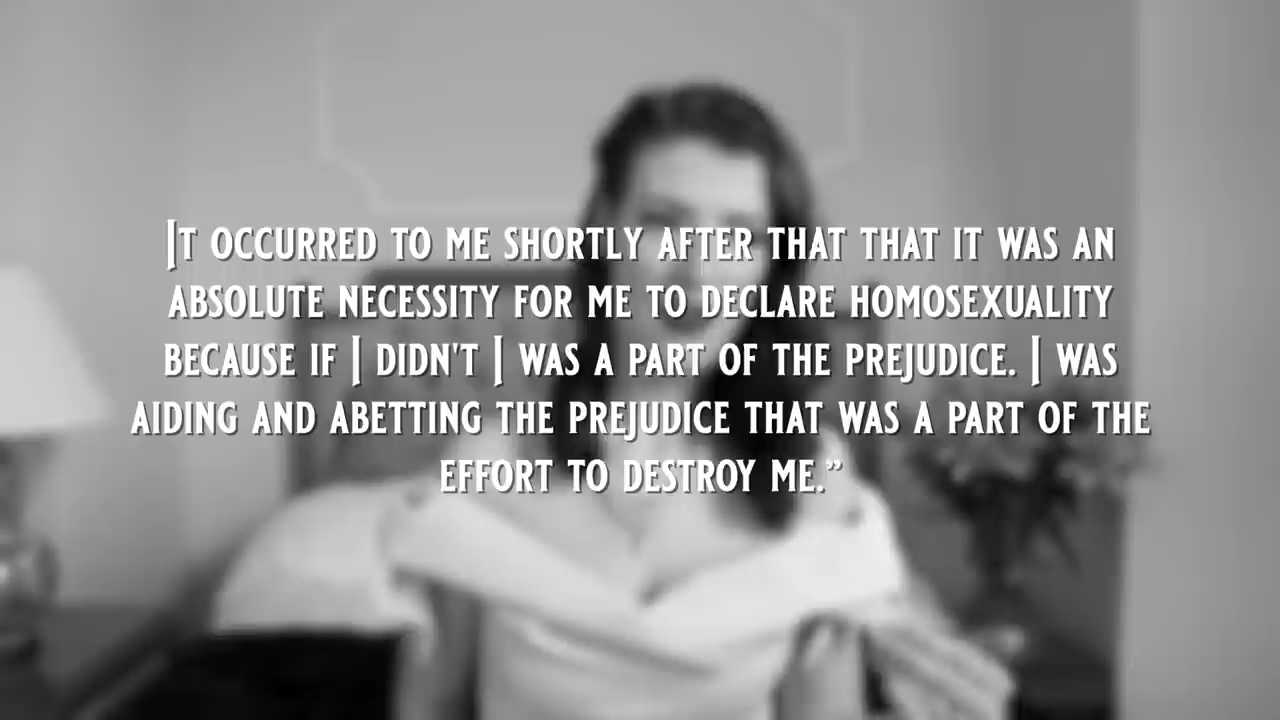 It occurred to me shortly after that that it was an
absolute necessity for me to declare homosexuality
because if I didn't I was a part of the prejudice. I was
aiding and abetting the prejudice that was a part of the
effort to destroy me.”